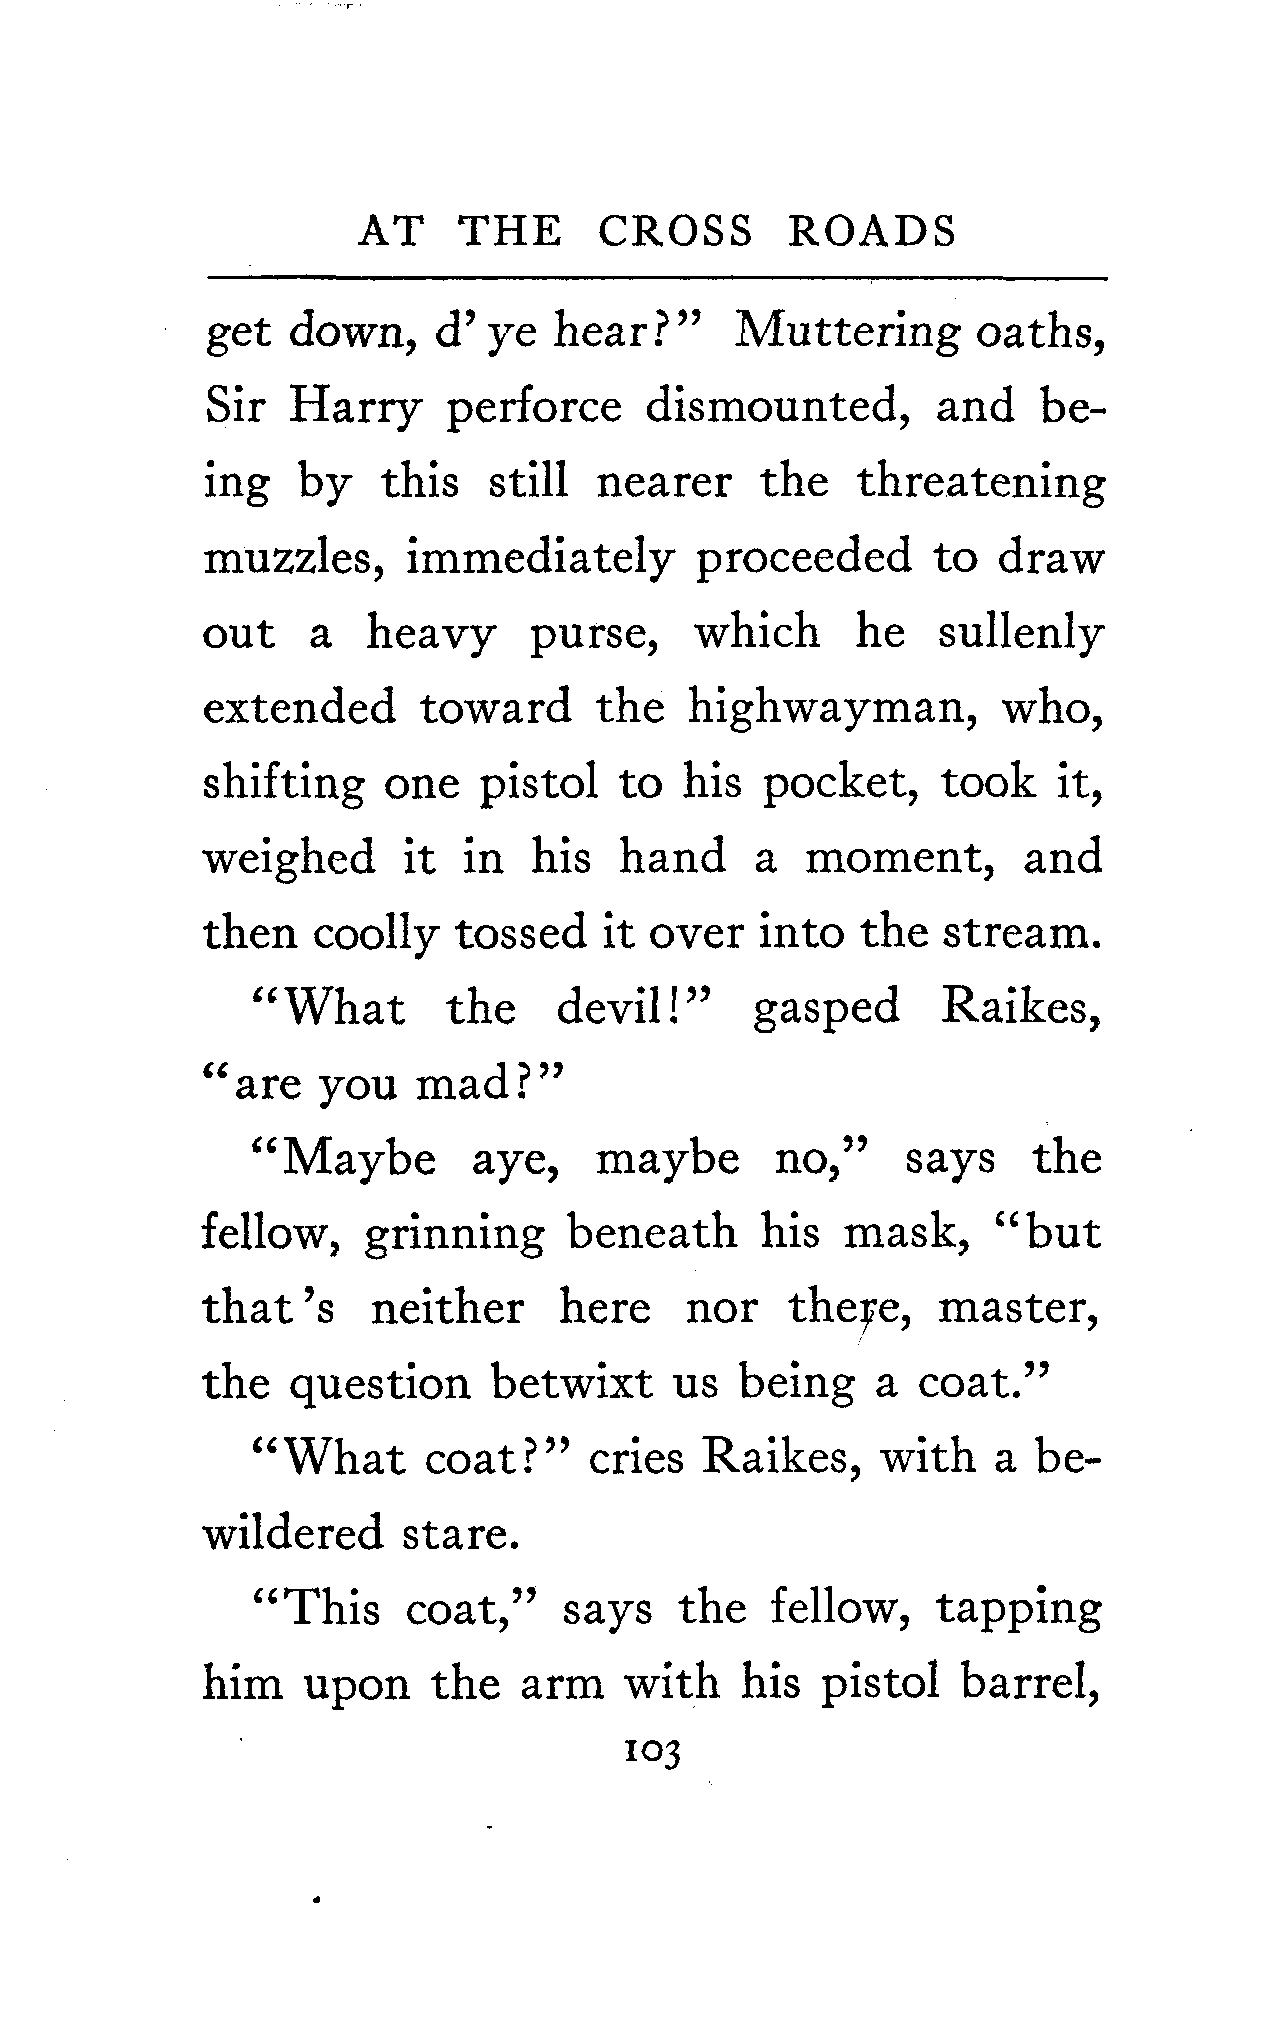 AT THE CROSS ROADS
get down, d' ye hear?" Muttering oaths,
Sir Harry perforce dismounted, and be-
ing by this still nearer the threatening
muzzles, immediately proceeded to draw
out a heavy purse, which he sullenly
extended toward the highwayman, who,
shifting one pistol to his pocket, took it,
weighed it in his hand a moment, and
then coolly tossed it over into the stream.
"What the devil!" gasped Raikes,
"are you mad?"
"Maybe aye, maybe no," says the
fellow, grinning beneath his mask, "but
that 's neither here nor there, master,
the question betwixt us being a coat."
"What coat?" cries Raikes, with a be-
wildered stare.
"This coat," says the fellow, tapping
him upon the arm with his pistol barrel,
103